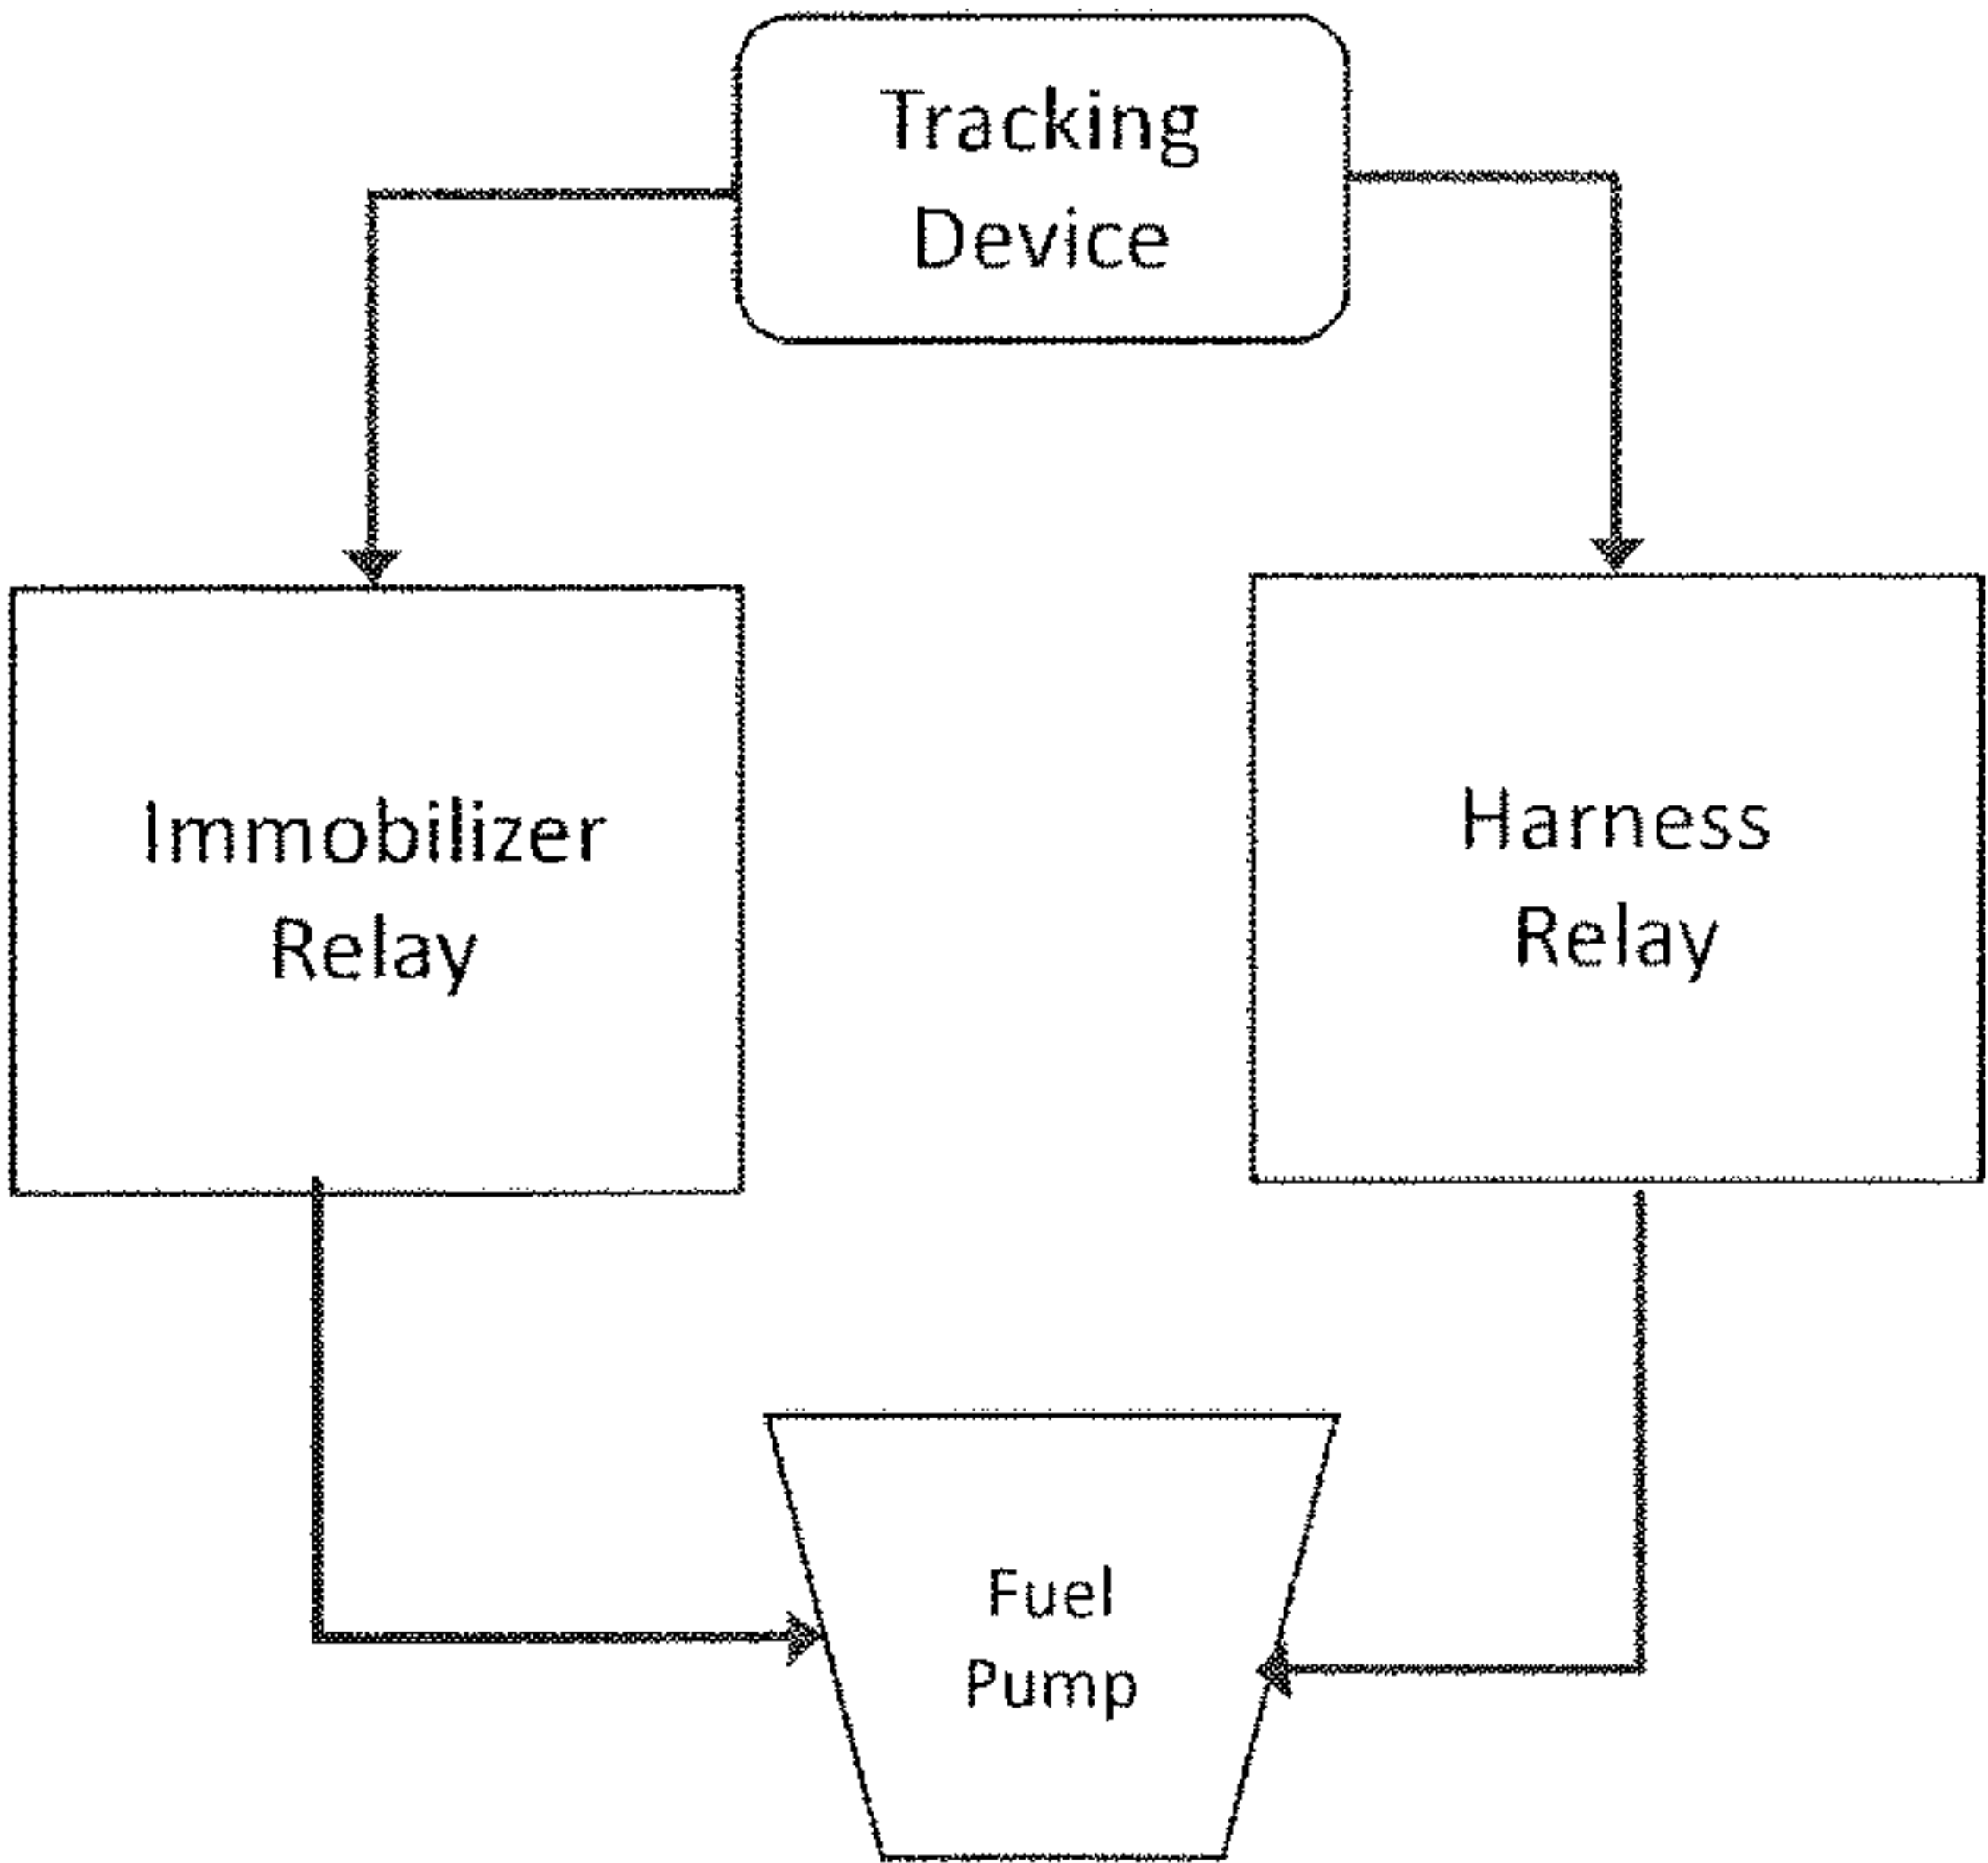 Tracking
Device
Immobilizer
Relay
Harness
Relay
Fuel
Pump